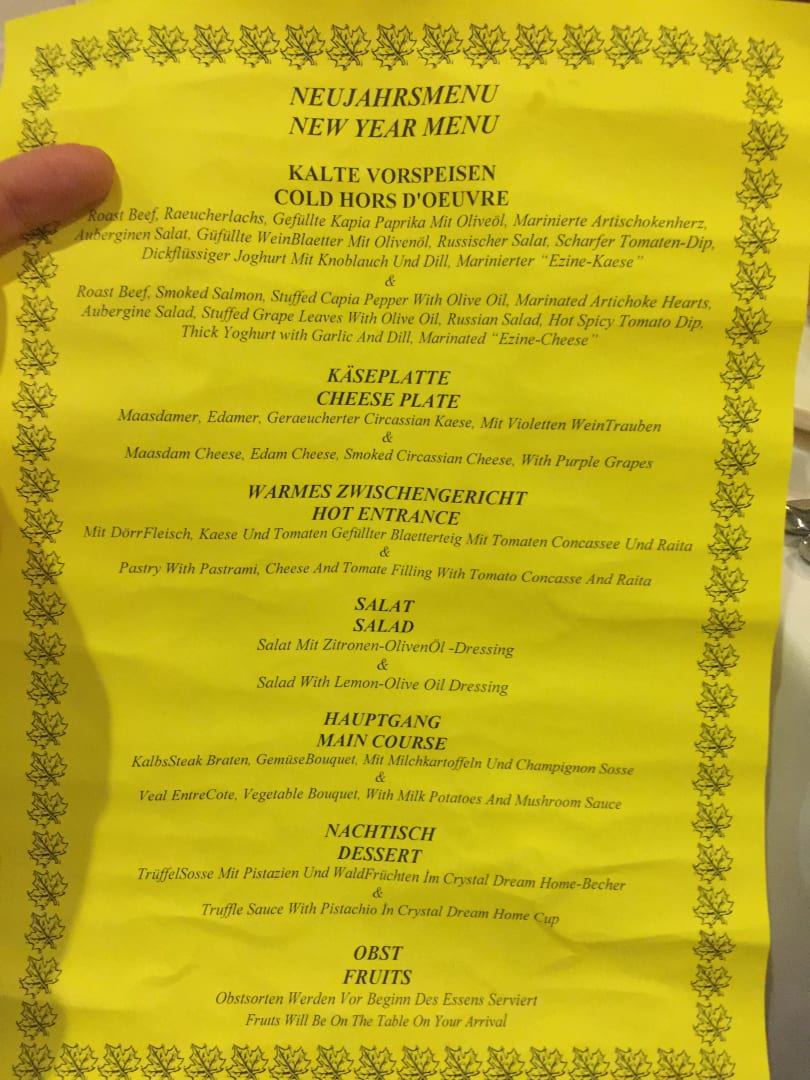 NEUJAHRSMENU
NEW YEAR MENU
KALTE VORSPEISEN
COLD HORS D'OEUVRE
Roast Beef, Raeucherlachs, Gefüllte Kapia Paprika Mit Oliveöl, Marinierte Artischokenherz,
Auberginen Salat, Güfüllte WeinBlaetter Mit Olivenöl, Russischer Salat, Scharfer Tomaten-Dip,
Dickflüssiger Joghurt Mit Knoblauch Und Dill, Marinierter "Ezine-Kaese"
&
Roast Beef, Smoked Salmon, Stuffed Capia Pepper With Olive Oil, Marinated Artichoke Hearts,
Aubergine Salad, Stuffed Grape Leaves With Olive Oil, Russian Salad, Hot Spicy Tomato Dip,
Thick Yoghurt with Garlic And Dill, Marinated "Ezine-Cheese"
KÄSEPLATTE
CHEESE PLATE
Maasdamer, Edamer, Geraeucherter Circassian Kaese, Mit Violetten WeinTrauben
&
Maasdam Cheese, Edam Cheese, Smoked Circassian Cheese, With Purple Grapes
WARMES ZWISCHENGERICHT
HOT ENTRANCE
Mit DörrFleisch, Kaese Und Tomaten Gefüllter Blaetterteig Mit Tomaten Concassee Und Raita
&
Pastry With Pastrami, Cheese And Tomate Filling With Tomato Concasse And Raita
SALAT
SALAD
Salat Mit Zitronen-OlivenÖl -Dressing
&
Salad With Lemon-Olive Oil Dressing
HAUPTGANG
MAIN COURSE
KalbsSteak Braten, GemüseBouquet, Mit Milchkartoffeln Und Champignon Sosse
&
Veal EntreCote, Vegetable Bouquet, With Milk Potatoes And Mushroom Sauce
NACHTISCH
DESSERT
TrüffelSosse Mit Pistazien Und WaldFrüchten İm Crystal Dream Home-Becher
&
Truffle Sauce With Pistachio İn Crystal Dream Home Cup
OBST
FRUITS
Obstsorten Werden Vor Beginn Des Essens Serviert
Fruits Will Be On The Table On Your Arrival